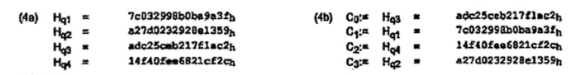 (4a) Hq1 = 7c032998b0ba9a3fh
Hq2 = a27d0232928e1359h
Hq3 = adc25ceb217f1ac2h
Hq4 = 14f40fee6821cf2ch
(4b) C0:= Hq3 = adc25ceb217f1ac2h
C1:= Hq1 = 7c032998b0ba9a3fh
C2:= Hq4 = 14f40fee6821cf2ch
C3:= Hq2 = a27d0232928e1359h